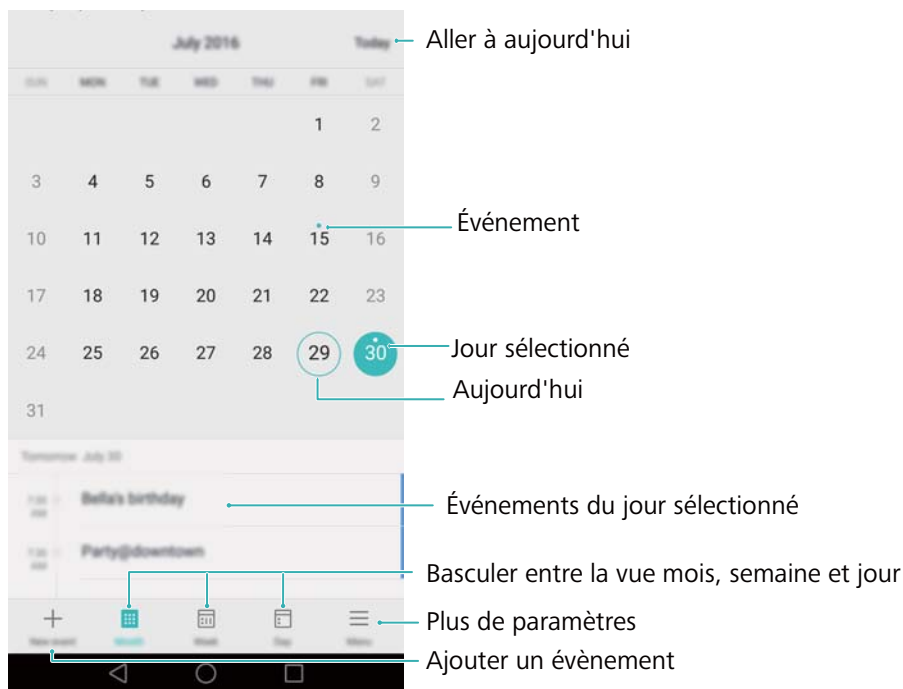 July 2016
Today
Aller à aujourd'hui
SUN MON TUE WED THU FRI SAT
1 2
3 4 5 6 7 8 9
Événement
10 11 12 13 14 15 16
17 18 19 20 21 22 23
24 25 26 27 28 29 30
Jour sélectionné
Aujourd'hui
31
Tomorrow July 30
Bella's birthday
Événements du jour sélectionné
Party@downtown
Basculer entre la vue mois, semaine et jour
Plus de paramètres
New event Month Week Day Menu
Ajouter un évènement